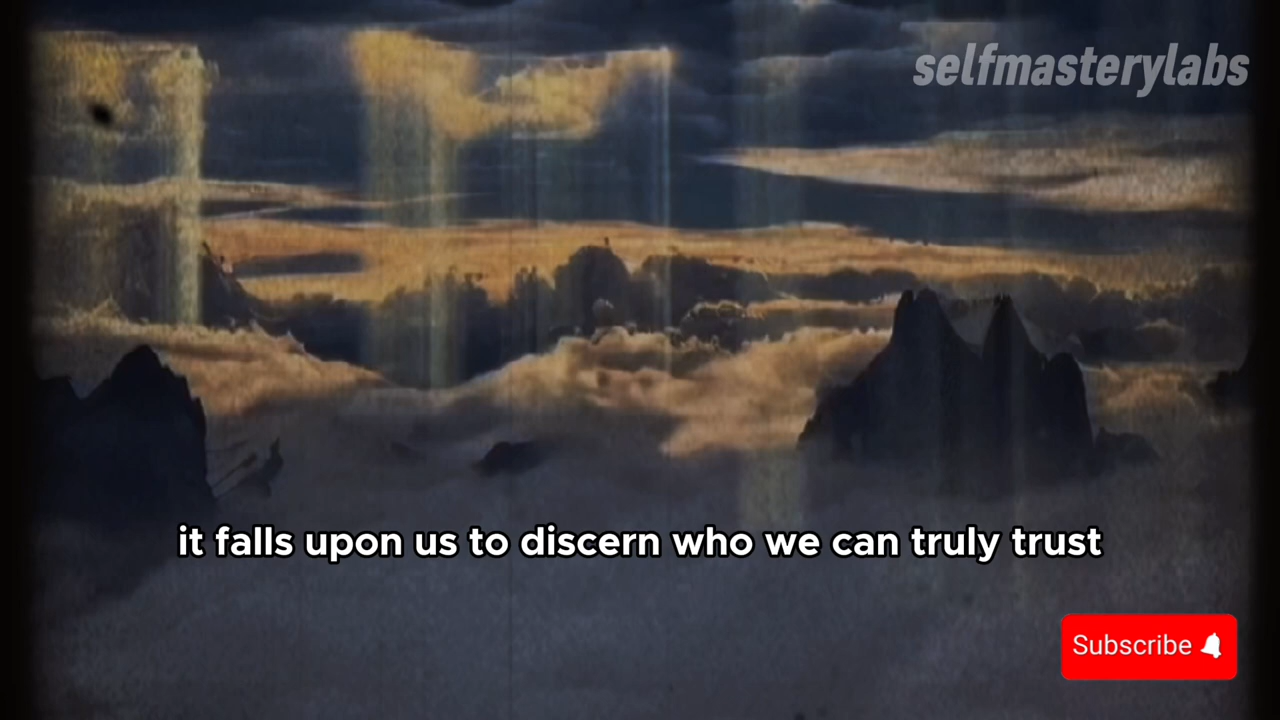 selfmasterylabs
it falls upon us to discern who we can truly trust
Subscribe